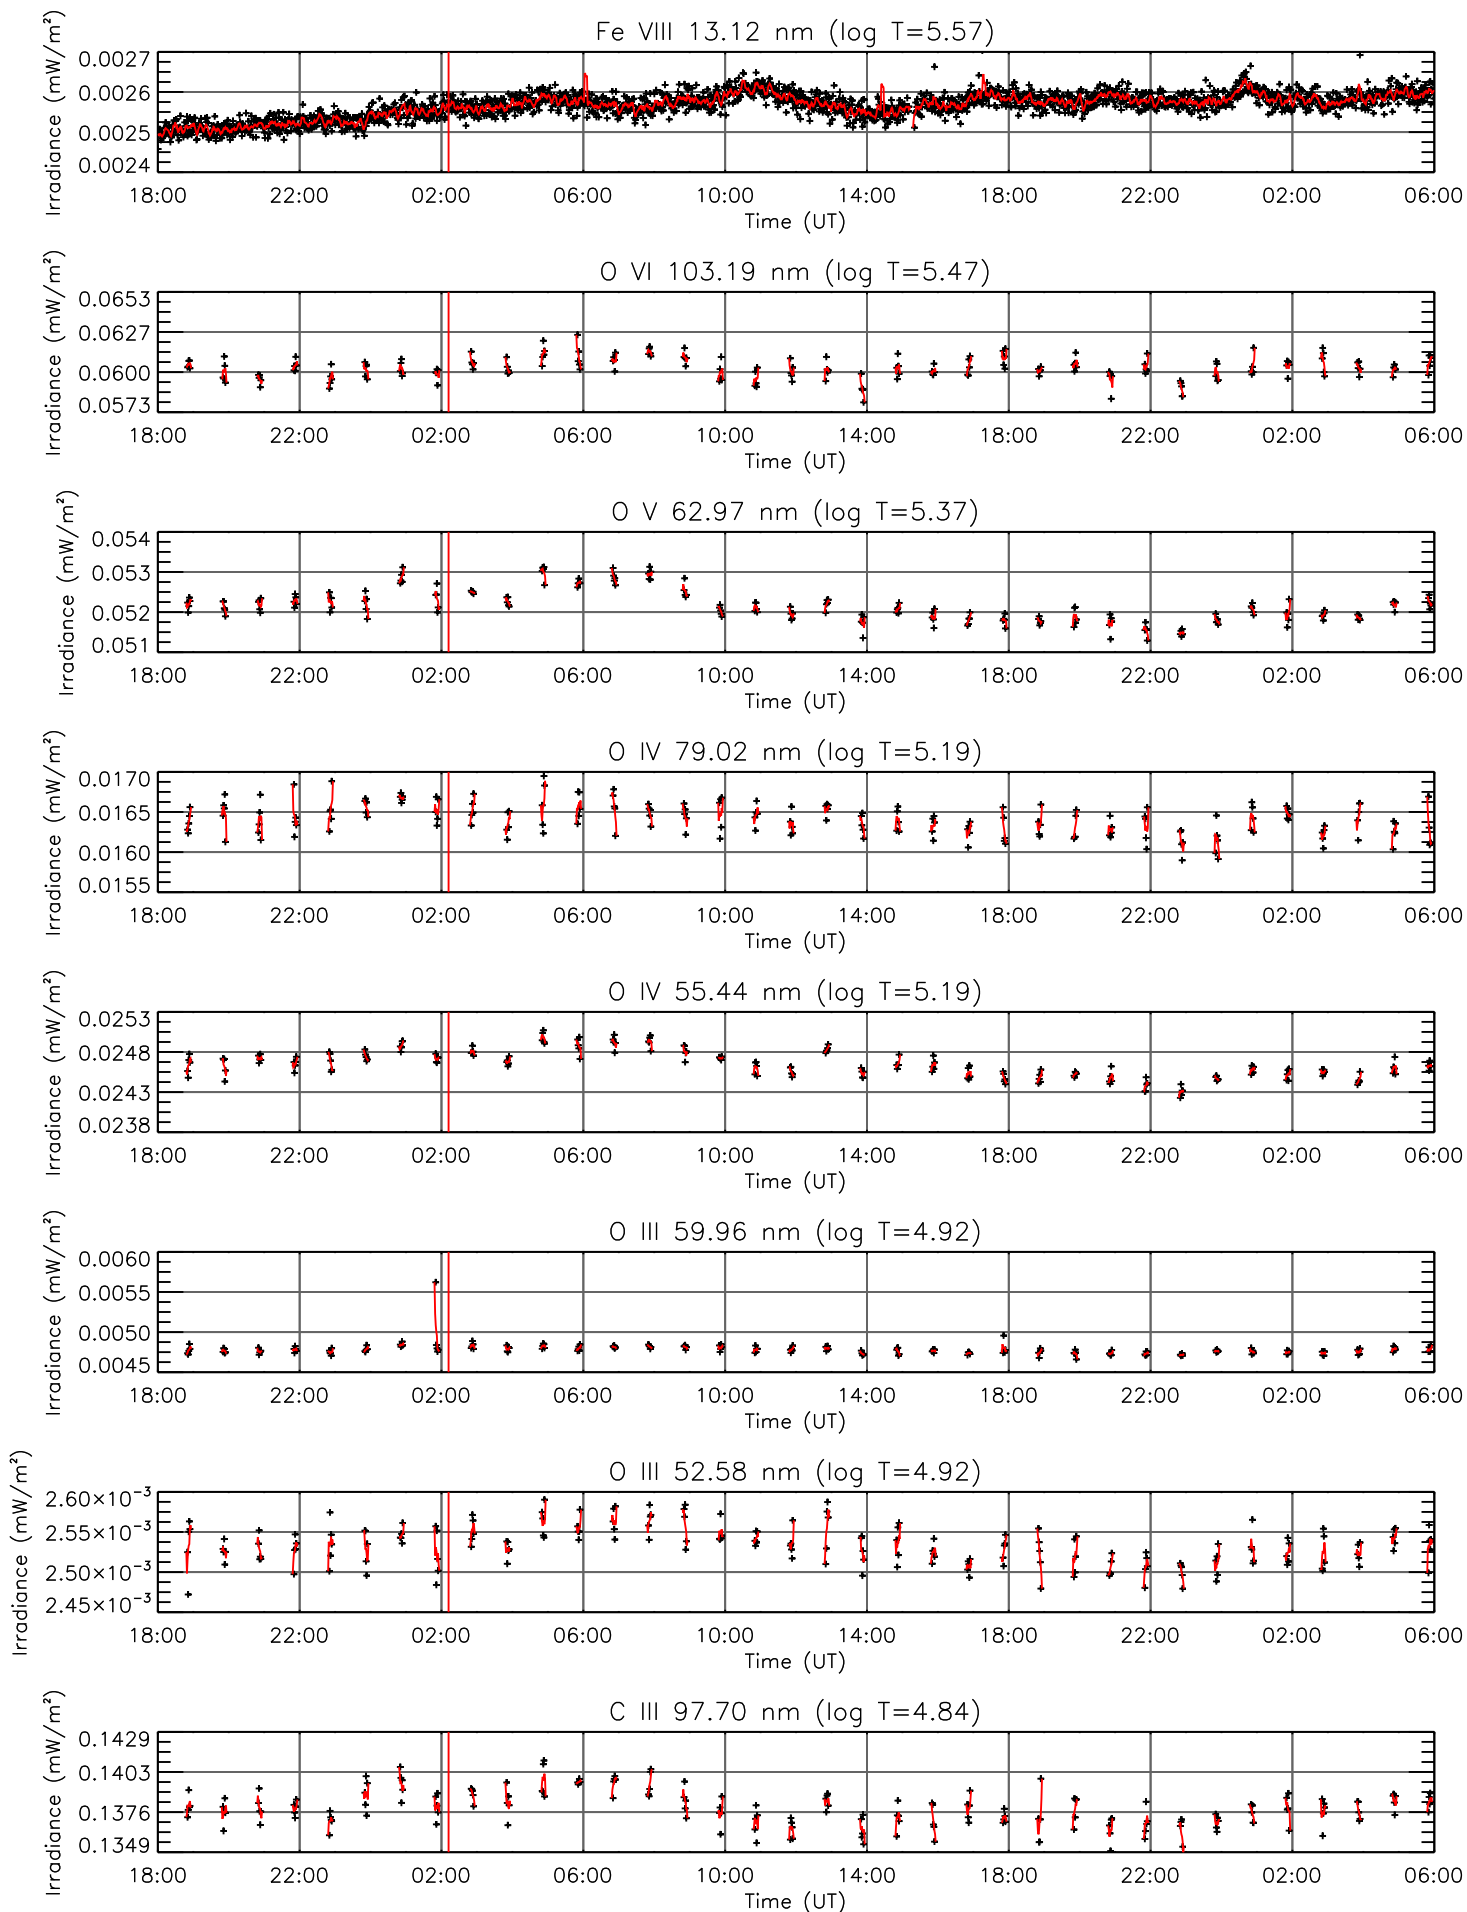 Fe VIII 13.12 nm (log T=5.57)
Irradiance (mW/m²)
0.0027
0.0026
0.0025
0.0024
18:00 22:00 02:00 06:00 10:00 14:00 18:00 22:00 02:00 06:00
Time (UT)
O VI 103.19 nm (log T=5.47)
Irradiance (mW/m²)
0.0653
0.0627
0.0600
0.0573
18:00 22:00 02:00 06:00 10:00 14:00 18:00 22:00 02:00 06:00
Time (UT)
O V 62.97 nm (log T=5.37)
Irradiance (mW/m²)
0.054
0.053
0.052
0.051
18:00 22:00 02:00 06:00 10:00 14:00 18:00 22:00 02:00 06:00
Time (UT)
O IV 79.02 nm (log T=5.19)
Irradiance (mW/m²)
0.0170
0.0165
0.0160
0.0155
18:00 22:00 02:00 06:00 10:00 14:00 18:00 22:00 02:00 06:00
Time (UT)
O IV 55.44 nm (log T=5.19)
Irradiance (mW/m²)
0.0253
0.0248
0.0243
0.0238
18:00 22:00 02:00 06:00 10:00 14:00 18:00 22:00 02:00 06:00
Time (UT)
O III 59.96 nm (log T=4.92)
Irradiance (mW/m²)
0.0060
0.0055
0.0050
0.0045
18:00 22:00 02:00 06:00 10:00 14:00 18:00 22:00 02:00 06:00
Time (UT)
O III 52.58 nm (log T=4.92)
Irradiance (mW/m²)
2.60×10⁻³
2.55×10⁻³
2.50×10⁻³
2.45×10⁻³
18:00 22:00 02:00 06:00 10:00 14:00 18:00 22:00 02:00 06:00
Time (UT)
C III 97.70 nm (log T=4.84)
Irradiance (mW/m²)
0.1429
0.1403
0.1376
0.1349
18:00 22:00 02:00 06:00 10:00 14:00 18:00 22:00 02:00 06:00
Time (UT)